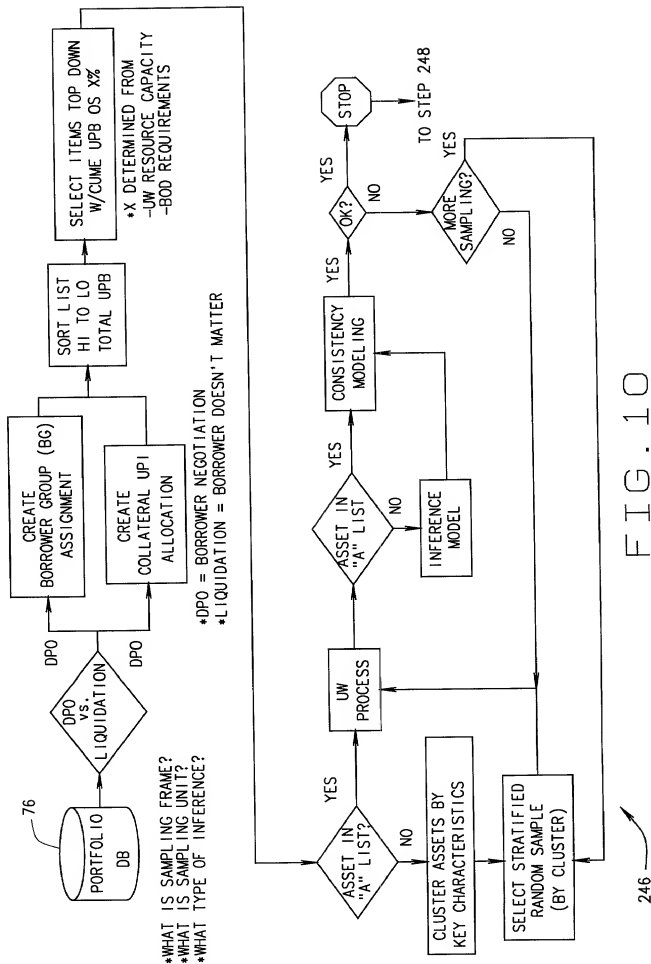 76
PORTFOLIO
DB
*WHAT IS SAMPLING FRAME?
*WHAT IS SAMPLING UNIT?
*WHAT TYPE OF INFERENCE?
DPO
vs.
LIQUIDATION
DPO
DPO
CREATE
BORROWER GROUP (BG)
ASSIGNMENT
CREATE
COLLATERAL UPI
ALLOCATION
*DPO = BORROWER NEGOTIATION
*LIQUIDATION = BORROWER DOESN'T MATTER
SORT LIST
HI TO LO
TOTAL UPB
SELECT ITEMS TOP DOWN
W/CUME UPB OS X%
*X DETERMINED FROM
-UW RESOURCE CAPACITY
-BOD REQUIREMENTS
ASSET IN
"A" LIST?
YES
NO
CLUSTER ASSETS BY
KEY CHARACTERISTICS
SELECT STRATIFIED
RANDOM SAMPLE
(BY CLUSTER)
UW
PROCESS
ASSET IN
"A" LIST
YES
NO
INFERENCE
MODEL
CONSISTENCY
MODELING
YES
OK?
YES
NO
STOP
TO STEP 248
MORE
SAMPLING?
YES
NO
246
FIG.10